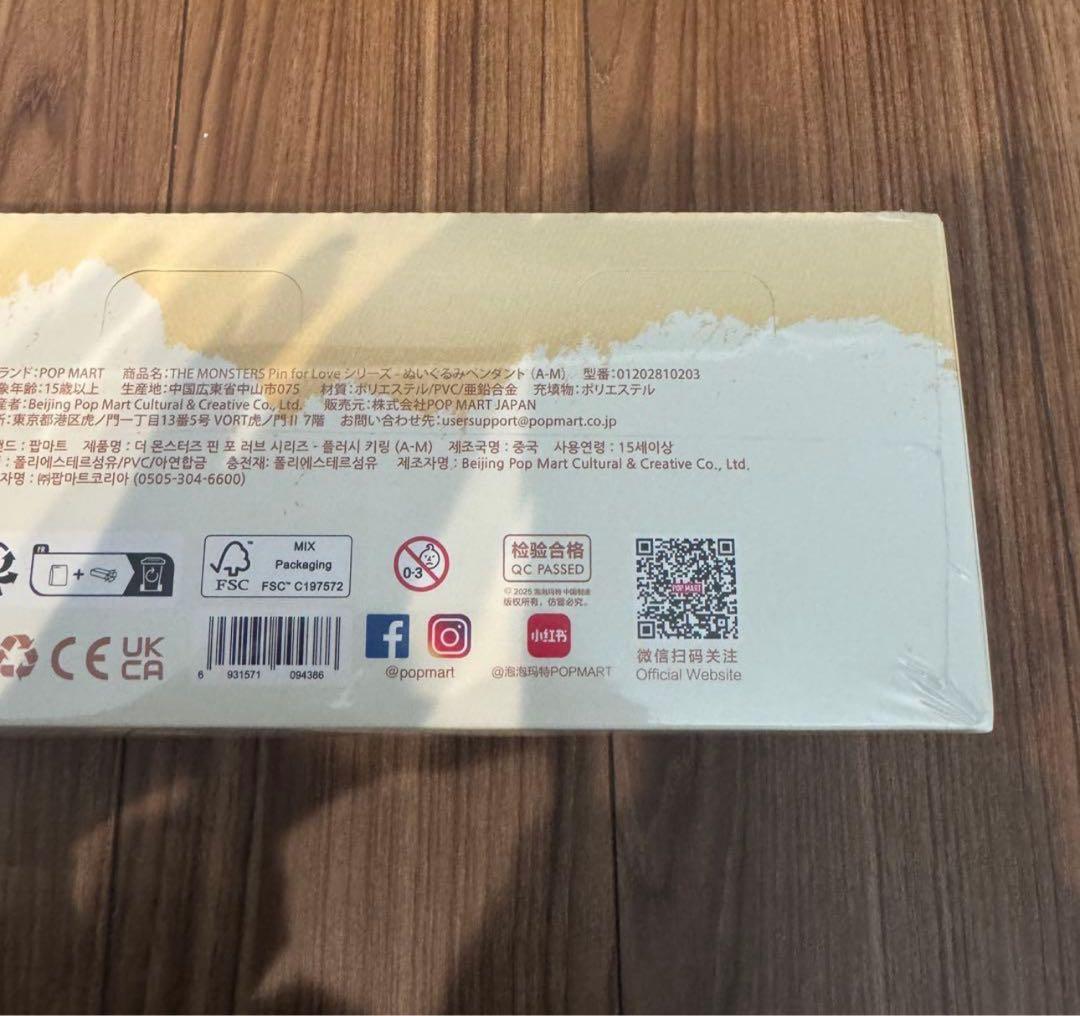 ランド:POP MART 商品名:THE MONSTERS Pin for Love シリーズ - ぬいぐるみペンダント (A-M) 型番:01202810203
象年齢:15歳以上 生産地:中国広東省中山市075 材質:ポリエステル/PVC/亜鉛合金 充填物:ポリエステル
産者:Beijing Pop Mart Cultural & Creative Co., Ltd. 販売元:株式会社POP MART JAPAN
所:東京都港区虎ノ門一丁目13番5号 VORT虎ノ門II 7階 お問い合わせ先:usersupport@popmart.co.jp
랜드 : 팝마트 제품명 : 더 몬스터즈 핀 포 러브 시리즈 - 플러시 키링 (A-M) 제조국명 : 중국 사용연령 : 15세이상
: 폴리에스테르섬유/PVC/아연합금 충전재: 폴리에스테르섬유 제조자명 : Beijing Pop Mart Cultural & Creative Co., Ltd.
자명 : ㈜팝마트코리아 (0505-304-6600)
FR
FSC™
MIX
Packaging
FSC™ C197572
0-3
检验合格
QC PASSED
© 2025 泡泡玛特 中国制造
版权所有，仿冒必究。
POP MART
CE
UK
CA
6 931571 094386
@popmart
小红书
@泡泡玛特POPMART
微信扫码关注
Official Website